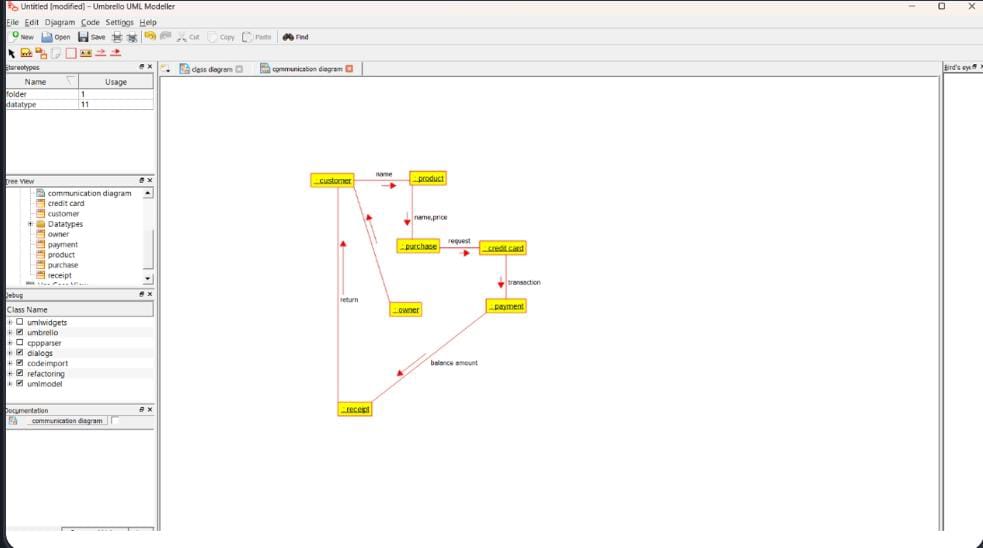 Untitled [modified] – Umbrello UML Modeller
File Edit Diagram Code Settings Help
New Open Save Cut Copy Paste Find
Stereotypes
Name Usage
folder 1
datatype 11
Tree View
communication diagram
credit card
customer
Datatypes
owner
payment
product
purchase
receipt
Debug
Class Name
umlwidgets
umbrello
cppparser
dialogs
codeimport
refactoring
umlmodel
Documentation
communication diagram
class diagram communication diagram
Bird's eye
: customer
name
: product
name,price
: purchase
request
: credit card
transaction
: payment
: owner
return
balance amount
: receipt